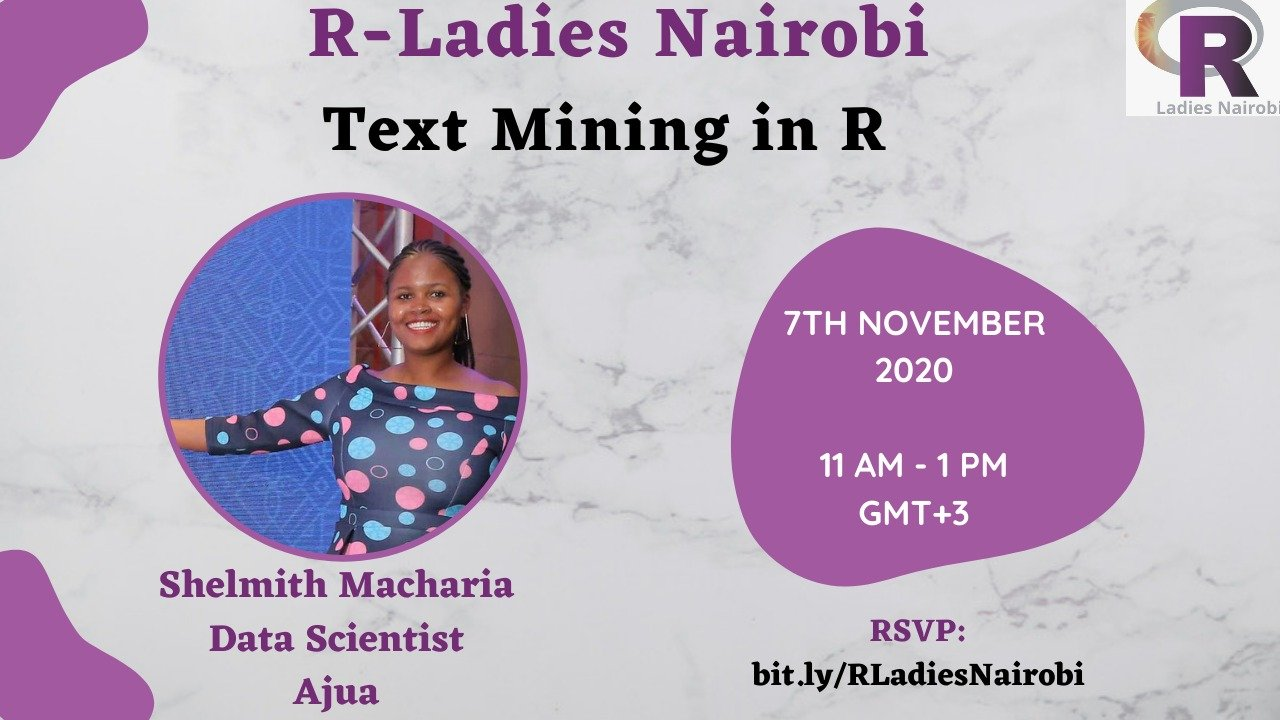 R-Ladies Nairobi
Text Mining in R
R
Ladies Nairobi
7TH NOVEMBER
2020
11 AM - 1 PM
GMT+3
Shelmith Macharia
Data Scientist
Ajua
RSVP:
bit.ly/RLadiesNairobi